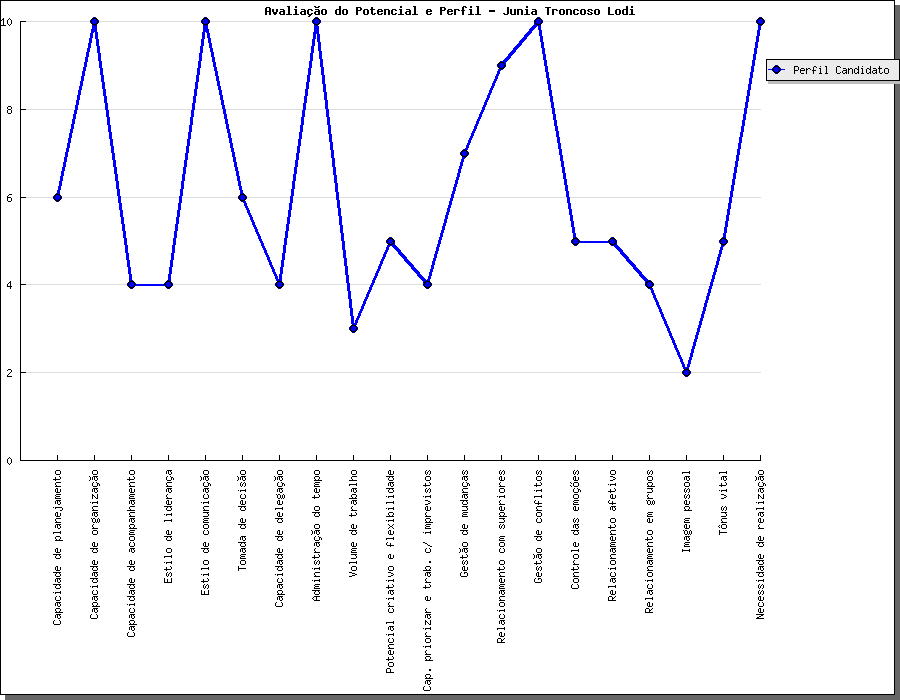 Avaliação do Potencial e Perfil - Junia Troncoso Lodi
10
8
6
4
2
0
Perfil Candidato
Capacidade de planejamento
Capacidade de organização
Capacidade de acompanhamento
Estilo de liderança
Estilo de comunicação
Tomada de decisão
Capacidade de delegação
Administração do tempo
Volume de trabalho
Potencial criativo e flexibilidade
Cap. priorizar e trab. c/ imprevistos
Gestão de mudanças
Relacionamento com superiores
Gestão de conflitos
Controle das emoções
Relacionamento afetivo
Relacionamento em grupos
Imagem pessoal
Tônus vital
Necessidade de realização